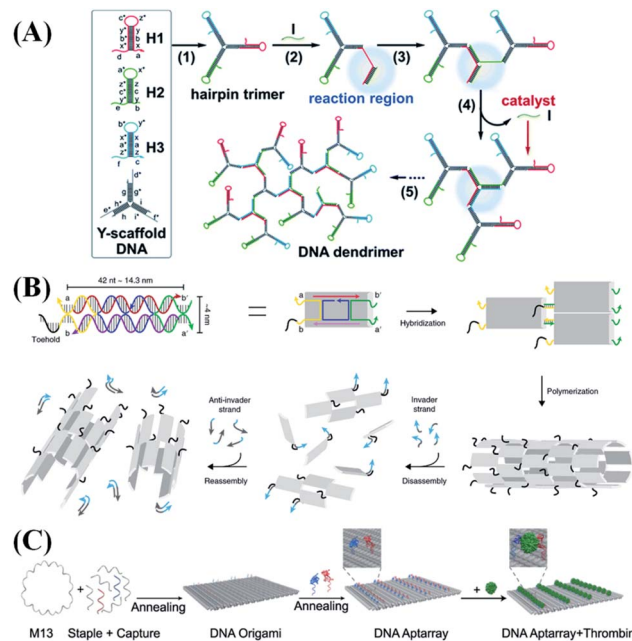 (A)
H1
H2
H3
Y-scaffold
DNA
(1)
hairpin trimer
I
(2)
reaction region
(3)
(4)
catalyst
I
(5)
DNA dendrimer
(B)
42 nt ~ 14.3 nm
~4 nm
Toehold
a
b'
b
a'
a
b'
b
a'
Hybridization
Polymerization
Invader
strand
Disassembly
Anti-invader
strand
Reassembly
(C)
M13
+
Staple + Capture
Annealing
DNA Origami
Annealing
DNA Aptarray
+
DNA Aptarray+Thrombin